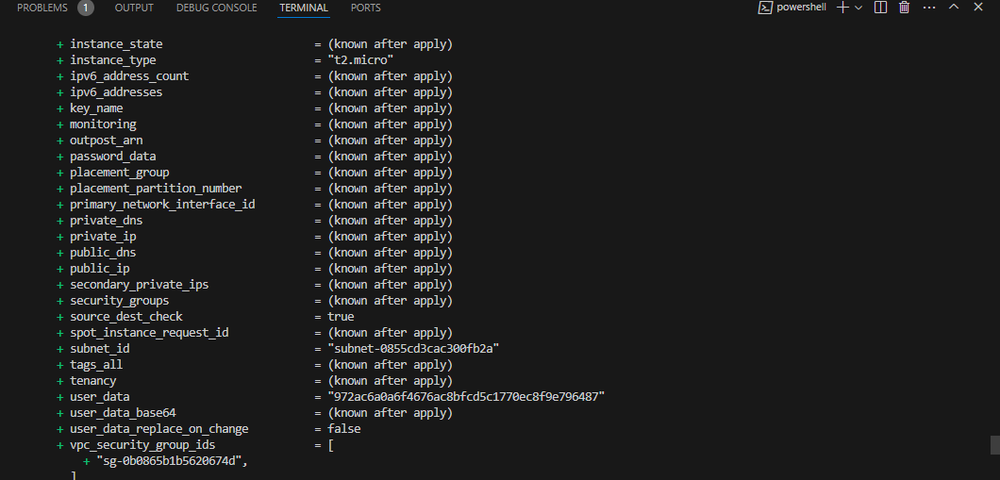 PROBLEMS 1 OUTPUT DEBUG CONSOLE TERMINAL PORTS powershell
+ instance_state = (known after apply)
+ instance_type = "t2.micro"
+ ipv6_address_count = (known after apply)
+ ipv6_addresses = (known after apply)
+ key_name = (known after apply)
+ monitoring = (known after apply)
+ outpost_arn = (known after apply)
+ password_data = (known after apply)
+ placement_group = (known after apply)
+ placement_partition_number = (known after apply)
+ primary_network_interface_id = (known after apply)
+ private_dns = (known after apply)
+ private_ip = (known after apply)
+ public_dns = (known after apply)
+ public_ip = (known after apply)
+ secondary_private_ips = (known after apply)
+ security_groups = (known after apply)
+ source_dest_check = true
+ spot_instance_request_id = (known after apply)
+ subnet_id = "subnet-0855cd3cac300fb2a"
+ tags_all = (known after apply)
+ tenancy = (known after apply)
+ user_data = "972ac6a0a6f4676ac8bfcd5c1770ec8f9e796487"
+ user_data_base64 = (known after apply)
+ user_data_replace_on_change = false
+ vpc_security_group_ids = [
+ "sg-0b0865b1b5620674d",
]